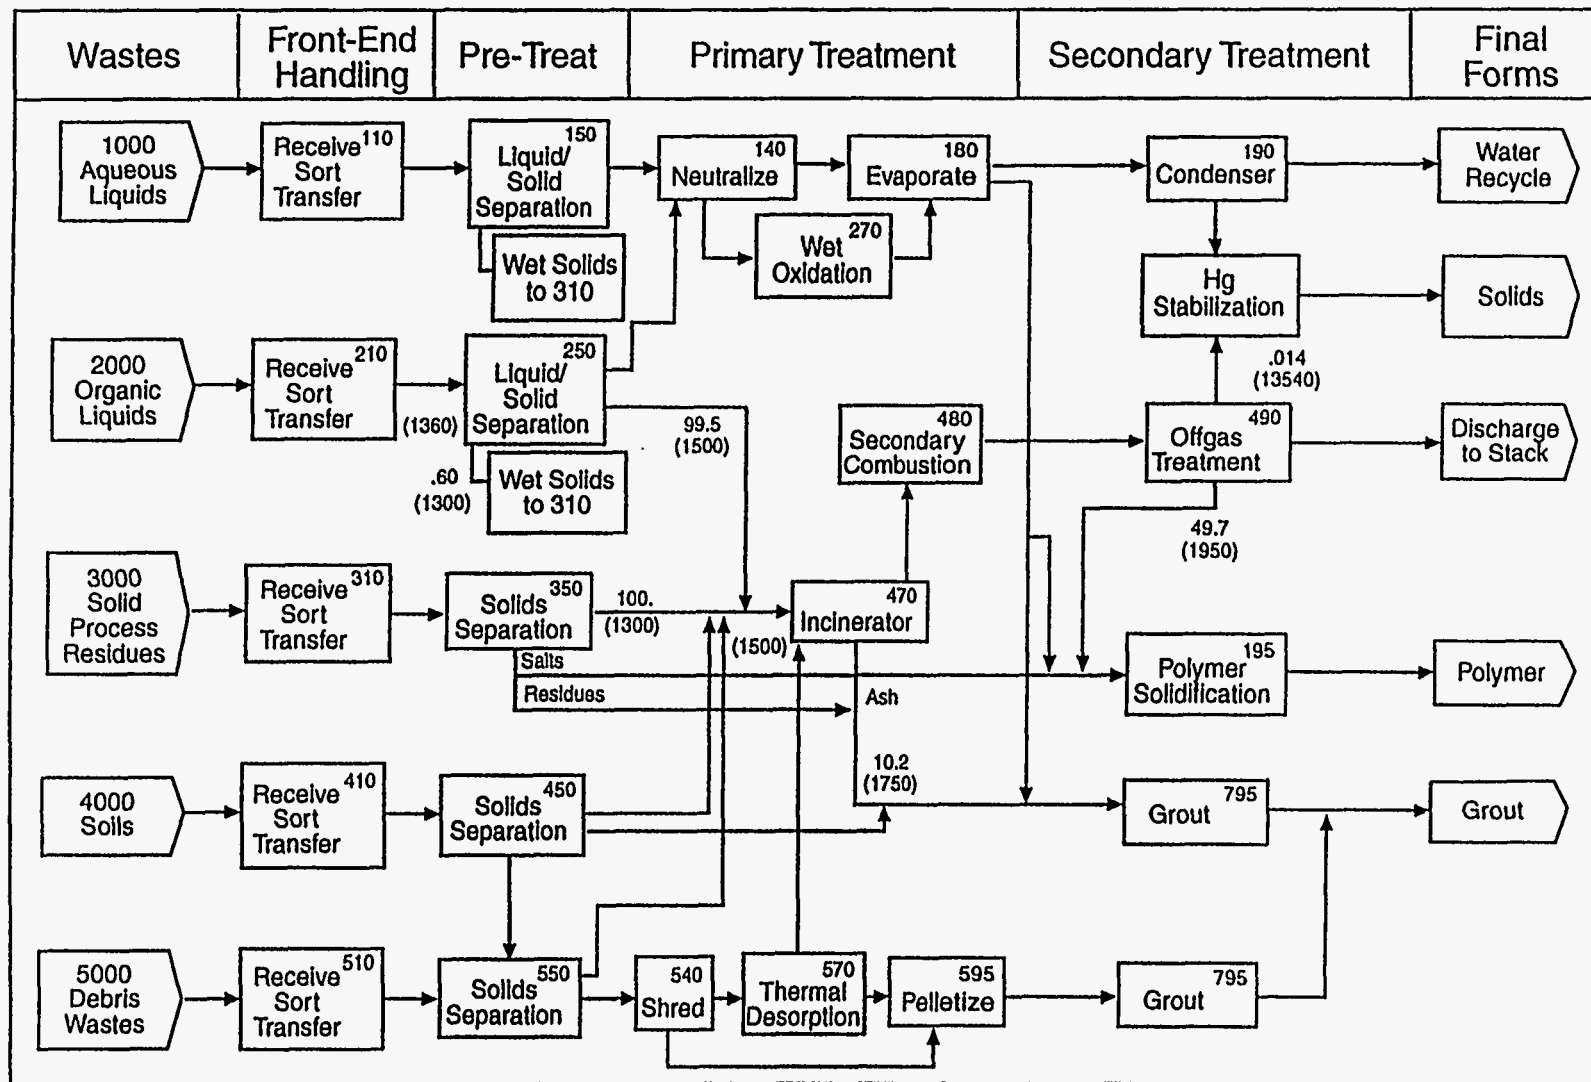 Wastes
Front-End
Handling
Pre-Treat
Primary Treatment
Secondary Treatment
Final
Forms
1000
Aqueous
Liquids
Receive 110
Sort
Transfer
150
Liquid/
Solid
Separation
Wet Solids
to 310
140
Neutralize
180
Evaporate
270
Wet
Oxidation
190
Condenser
Water
Recycle
Hg
Stabilization
Solids
.014
(13540)
2000
Organic
Liquids
Receive 210
Sort
Transfer
(1360)
250
Liquid/
Solid
Separation
.60
(1300)
Wet Solids
to 310
99.5
(1500)
480
Secondary
Combustion
490
Offgas
Treatment
Discharge
to Stack
49.7
(1950)
3000
Solid
Process
Residues
Receive 310
Sort
Transfer
350
Solids
Separation
100.
(1300)
(1500)
470
Incinerator
Salts
Residues
Ash
195
Polymer
Solidification
Polymer
4000
Soils
Receive 410
Sort
Transfer
450
Solids
Separation
10.2
(1750)
795
Grout
Grout
5000
Debris
Wastes
Receive 510
Sort
Transfer
550
Solids
Separation
540
Shred
570
Thermal
Desorption
595
Pelletize
795
Grout